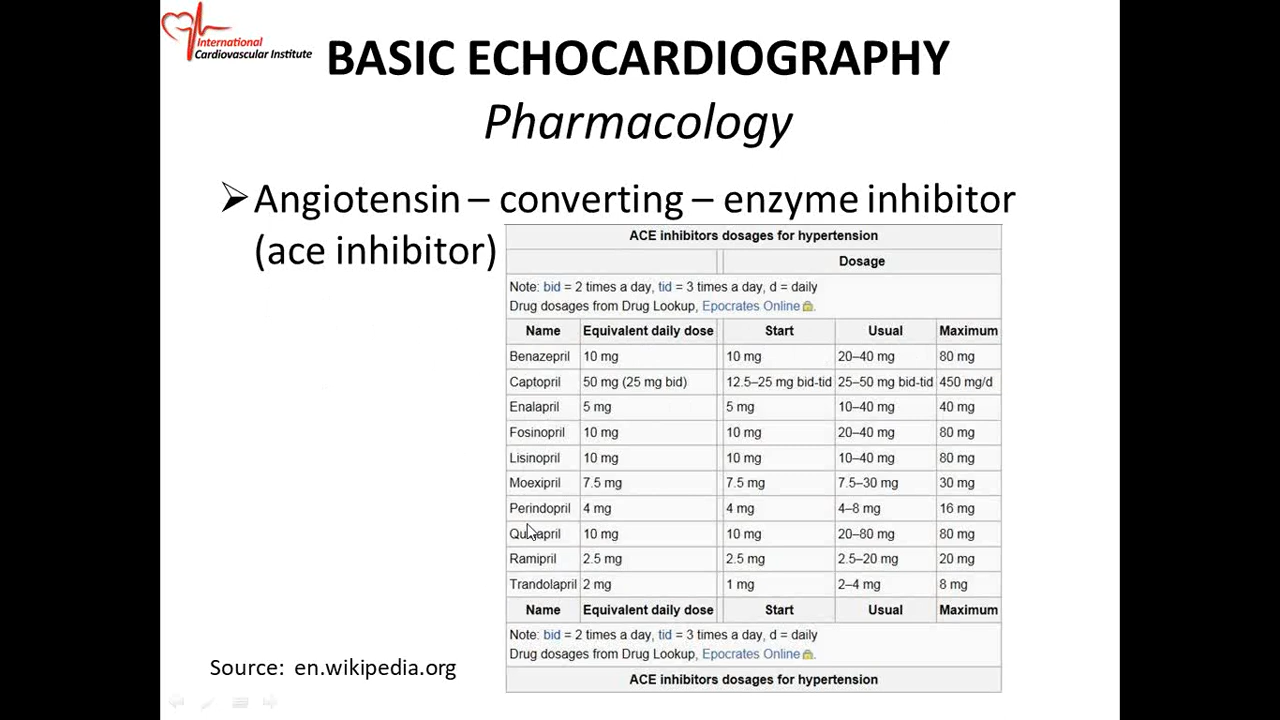 International
Cardiovascular Institute
BASIC ECHOCARDIOGRAPHY
Pharmacology
Angiotensin – converting – enzyme inhibitor
(ace inhibitor)
ACE inhibitors dosages for hypertension
Dosage
Note: bid = 2 times a day, tid = 3 times a day, d = daily
Drug dosages from Drug Lookup, Epocrates Online.
Name Equivalent daily dose Start Usual Maximum
Benazepril 10 mg 10 mg 20–40 mg 80 mg
Captopril 50 mg (25 mg bid) 12.5–25 mg bid-tid 25–50 mg bid-tid 450 mg/d
Enalapril 5 mg 5 mg 10–40 mg 40 mg
Fosinopril 10 mg 10 mg 20–40 mg 80 mg
Lisinopril 10 mg 10 mg 10–40 mg 80 mg
Moexipril 7.5 mg 7.5 mg 7.5–30 mg 30 mg
Perindopril 4 mg 4 mg 4–8 mg 16 mg
Quinapril 10 mg 10 mg 20–80 mg 80 mg
Ramipril 2.5 mg 2.5 mg 2.5–20 mg 20 mg
Trandolapril 2 mg 1 mg 2–4 mg 8 mg
Name Equivalent daily dose Start Usual Maximum
Note: bid = 2 times a day, tid = 3 times a day, d = daily
Drug dosages from Drug Lookup, Epocrates Online.
ACE inhibitors dosages for hypertension
Source: en.wikipedia.org